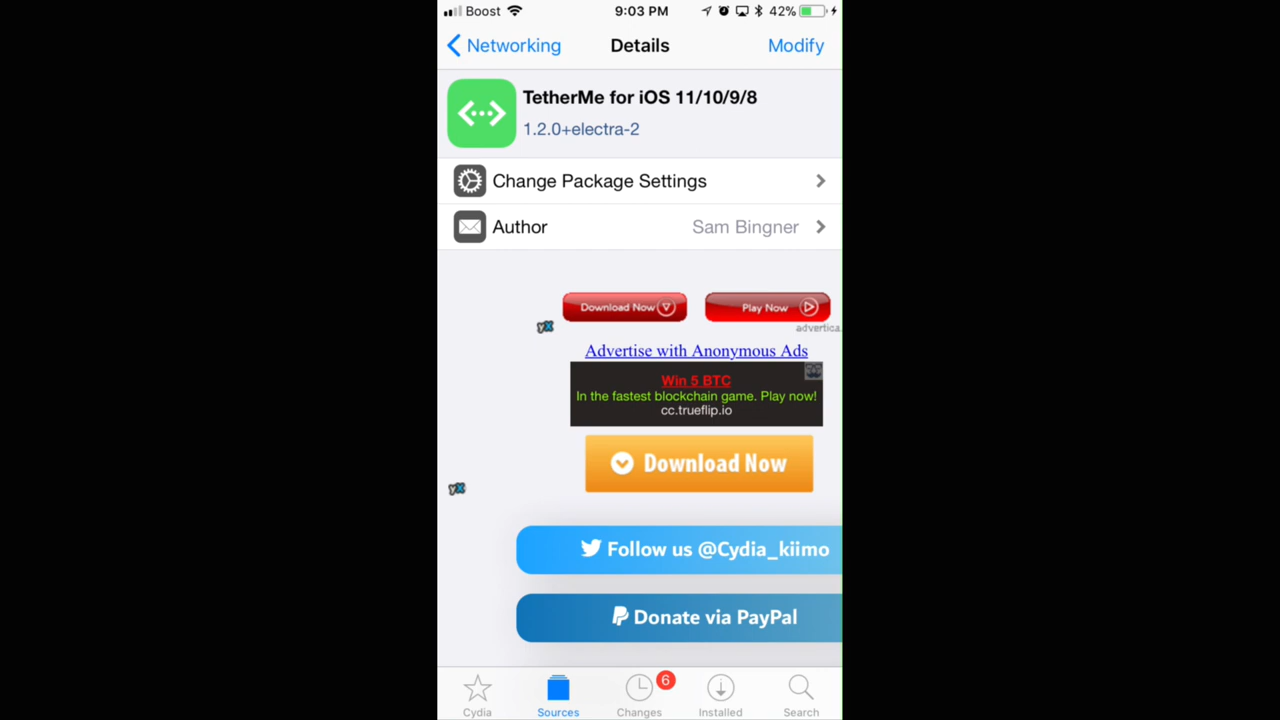 Boost 9:03 PM 42%
Networking Details Modify
TetherMe for iOS 11/10/9/8
1.2.0+electra-2
Change Package Settings
Author Sam Bingner
Download Now Play Now
yx
advertica
Advertise with Anonymous Ads
Win 5 BTC
In the fastest blockchain game. Play now!
cc.trueflip.io
Download Now
yx
Follow us @Cydia_kiimo
Donate via PayPal
6
Cydia Sources Changes Installed Search